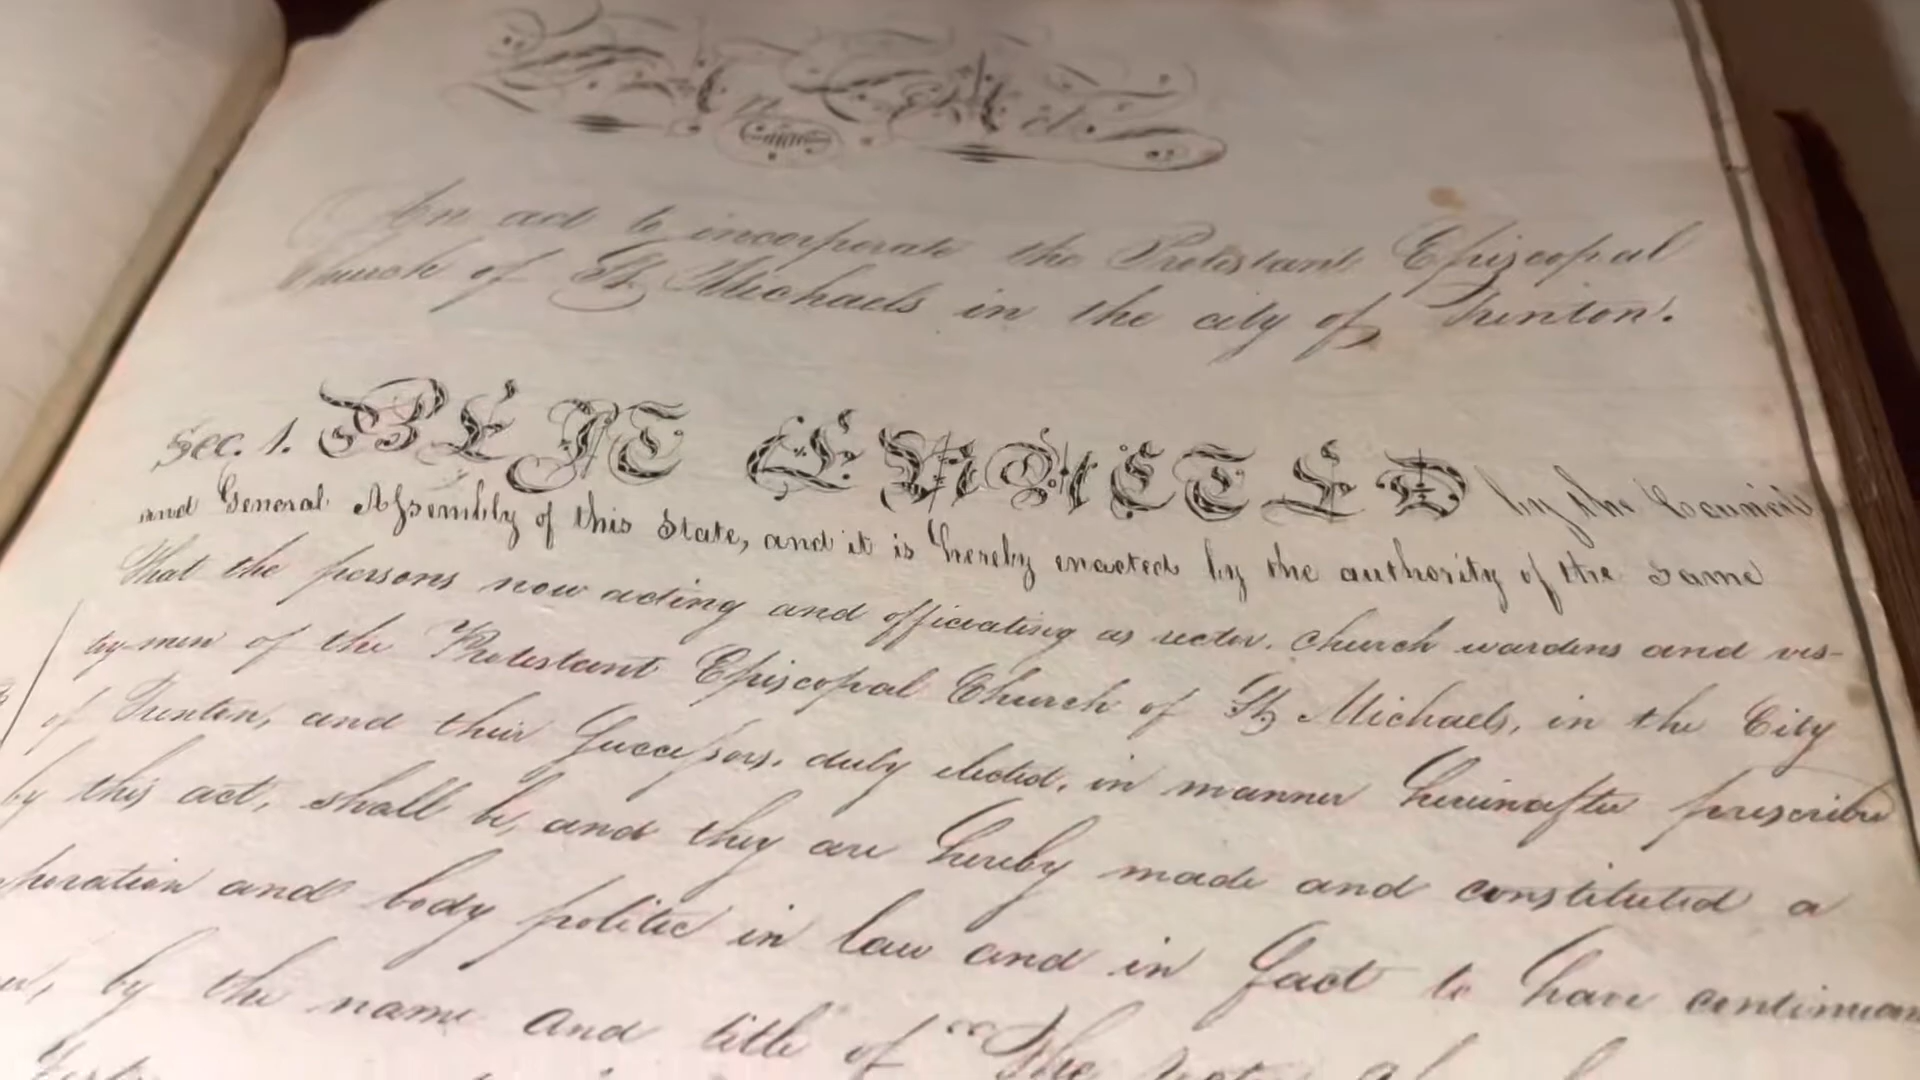 An act to incorporate the Protestant Episcopal
Church of St. Michaels in the city of Trenton.
Sec. 1. BE IT ENACTED by the Council
and General Assembly of this State, and it is hereby enacted by the authority of the same
That the persons now acting and officiating as rector, church wardens and ves-
try-men of the Protestant Episcopal Church of St. Michaels, in the City
of Trenton, and their Successors, duly elected, in manner hereinafter prescribed
by this act, shall be, and they are hereby made and constituted a
poration and body politic in law and in fact to have continuan
by the name and title of "The